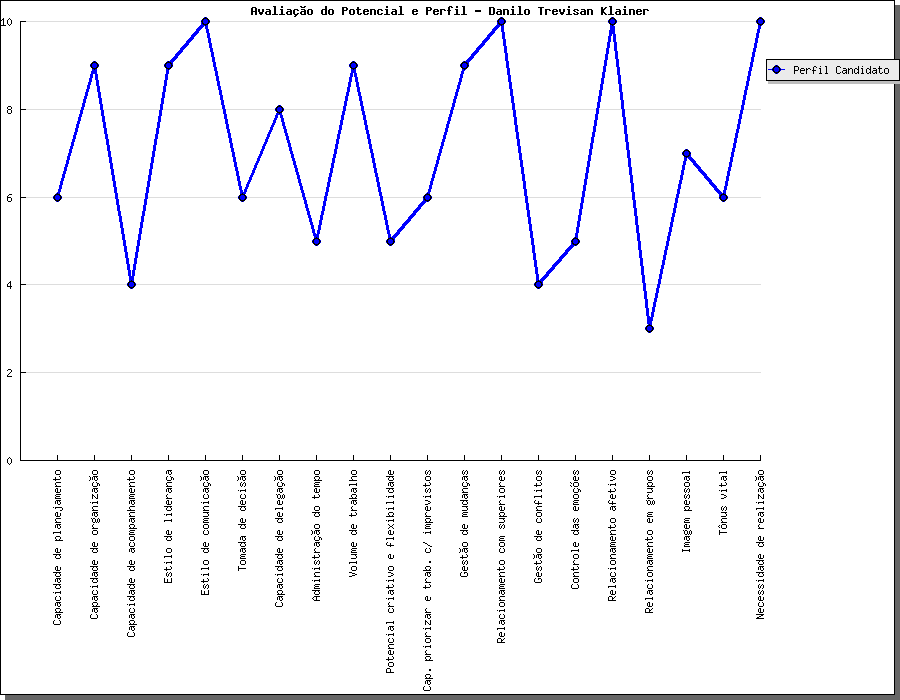 Avaliação do Potencial e Perfil - Danilo Trevisan Klainer
10
8
6
4
2
0
Perfil Candidato
Capacidade de planejamento
Capacidade de organização
Capacidade de acompanhamento
Estilo de liderança
Estilo de comunicação
Tomada de decisão
Capacidade de delegação
Administração do tempo
Volume de trabalho
Potencial criativo e flexibilidade
Cap. priorizar e trab. c/ imprevistos
Gestão de mudanças
Relacionamento com superiores
Gestão de conflitos
Controle das emoções
Relacionamento afetivo
Relacionamento em grupos
Imagem pessoal
Tônus vital
Necessidade de realização